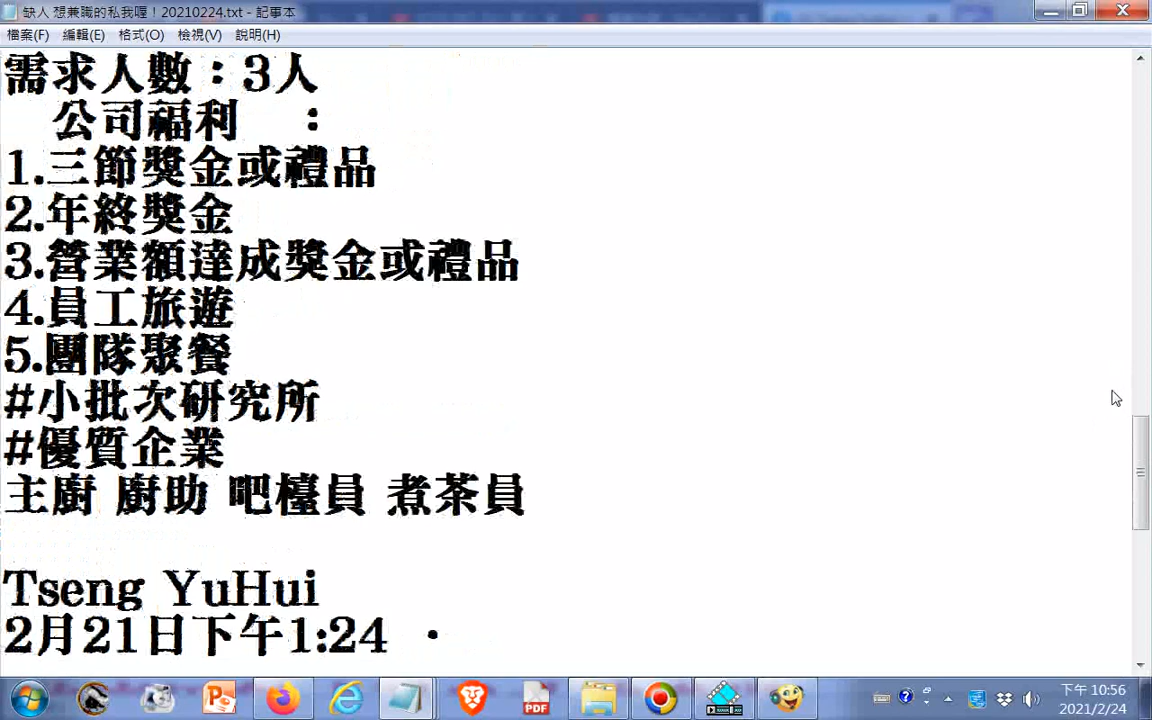 缺人 想兼職的私我喔！20210224.txt - 記事本
檔案(F) 編輯(E) 格式(O) 檢視(V) 說明(H)
需求人數：3人
公司福利 ：
1.三節獎金或禮品
2.年終獎金
3.營業額達成獎金或禮品
4.員工旅遊
5.團隊聚餐
#小批次研究所
#優質企業
主廚 廚助 吧檯員 煮茶員
Tseng YuHui
2月21日下午1:24 ·
PDF
下午 10:56
2021/2/24